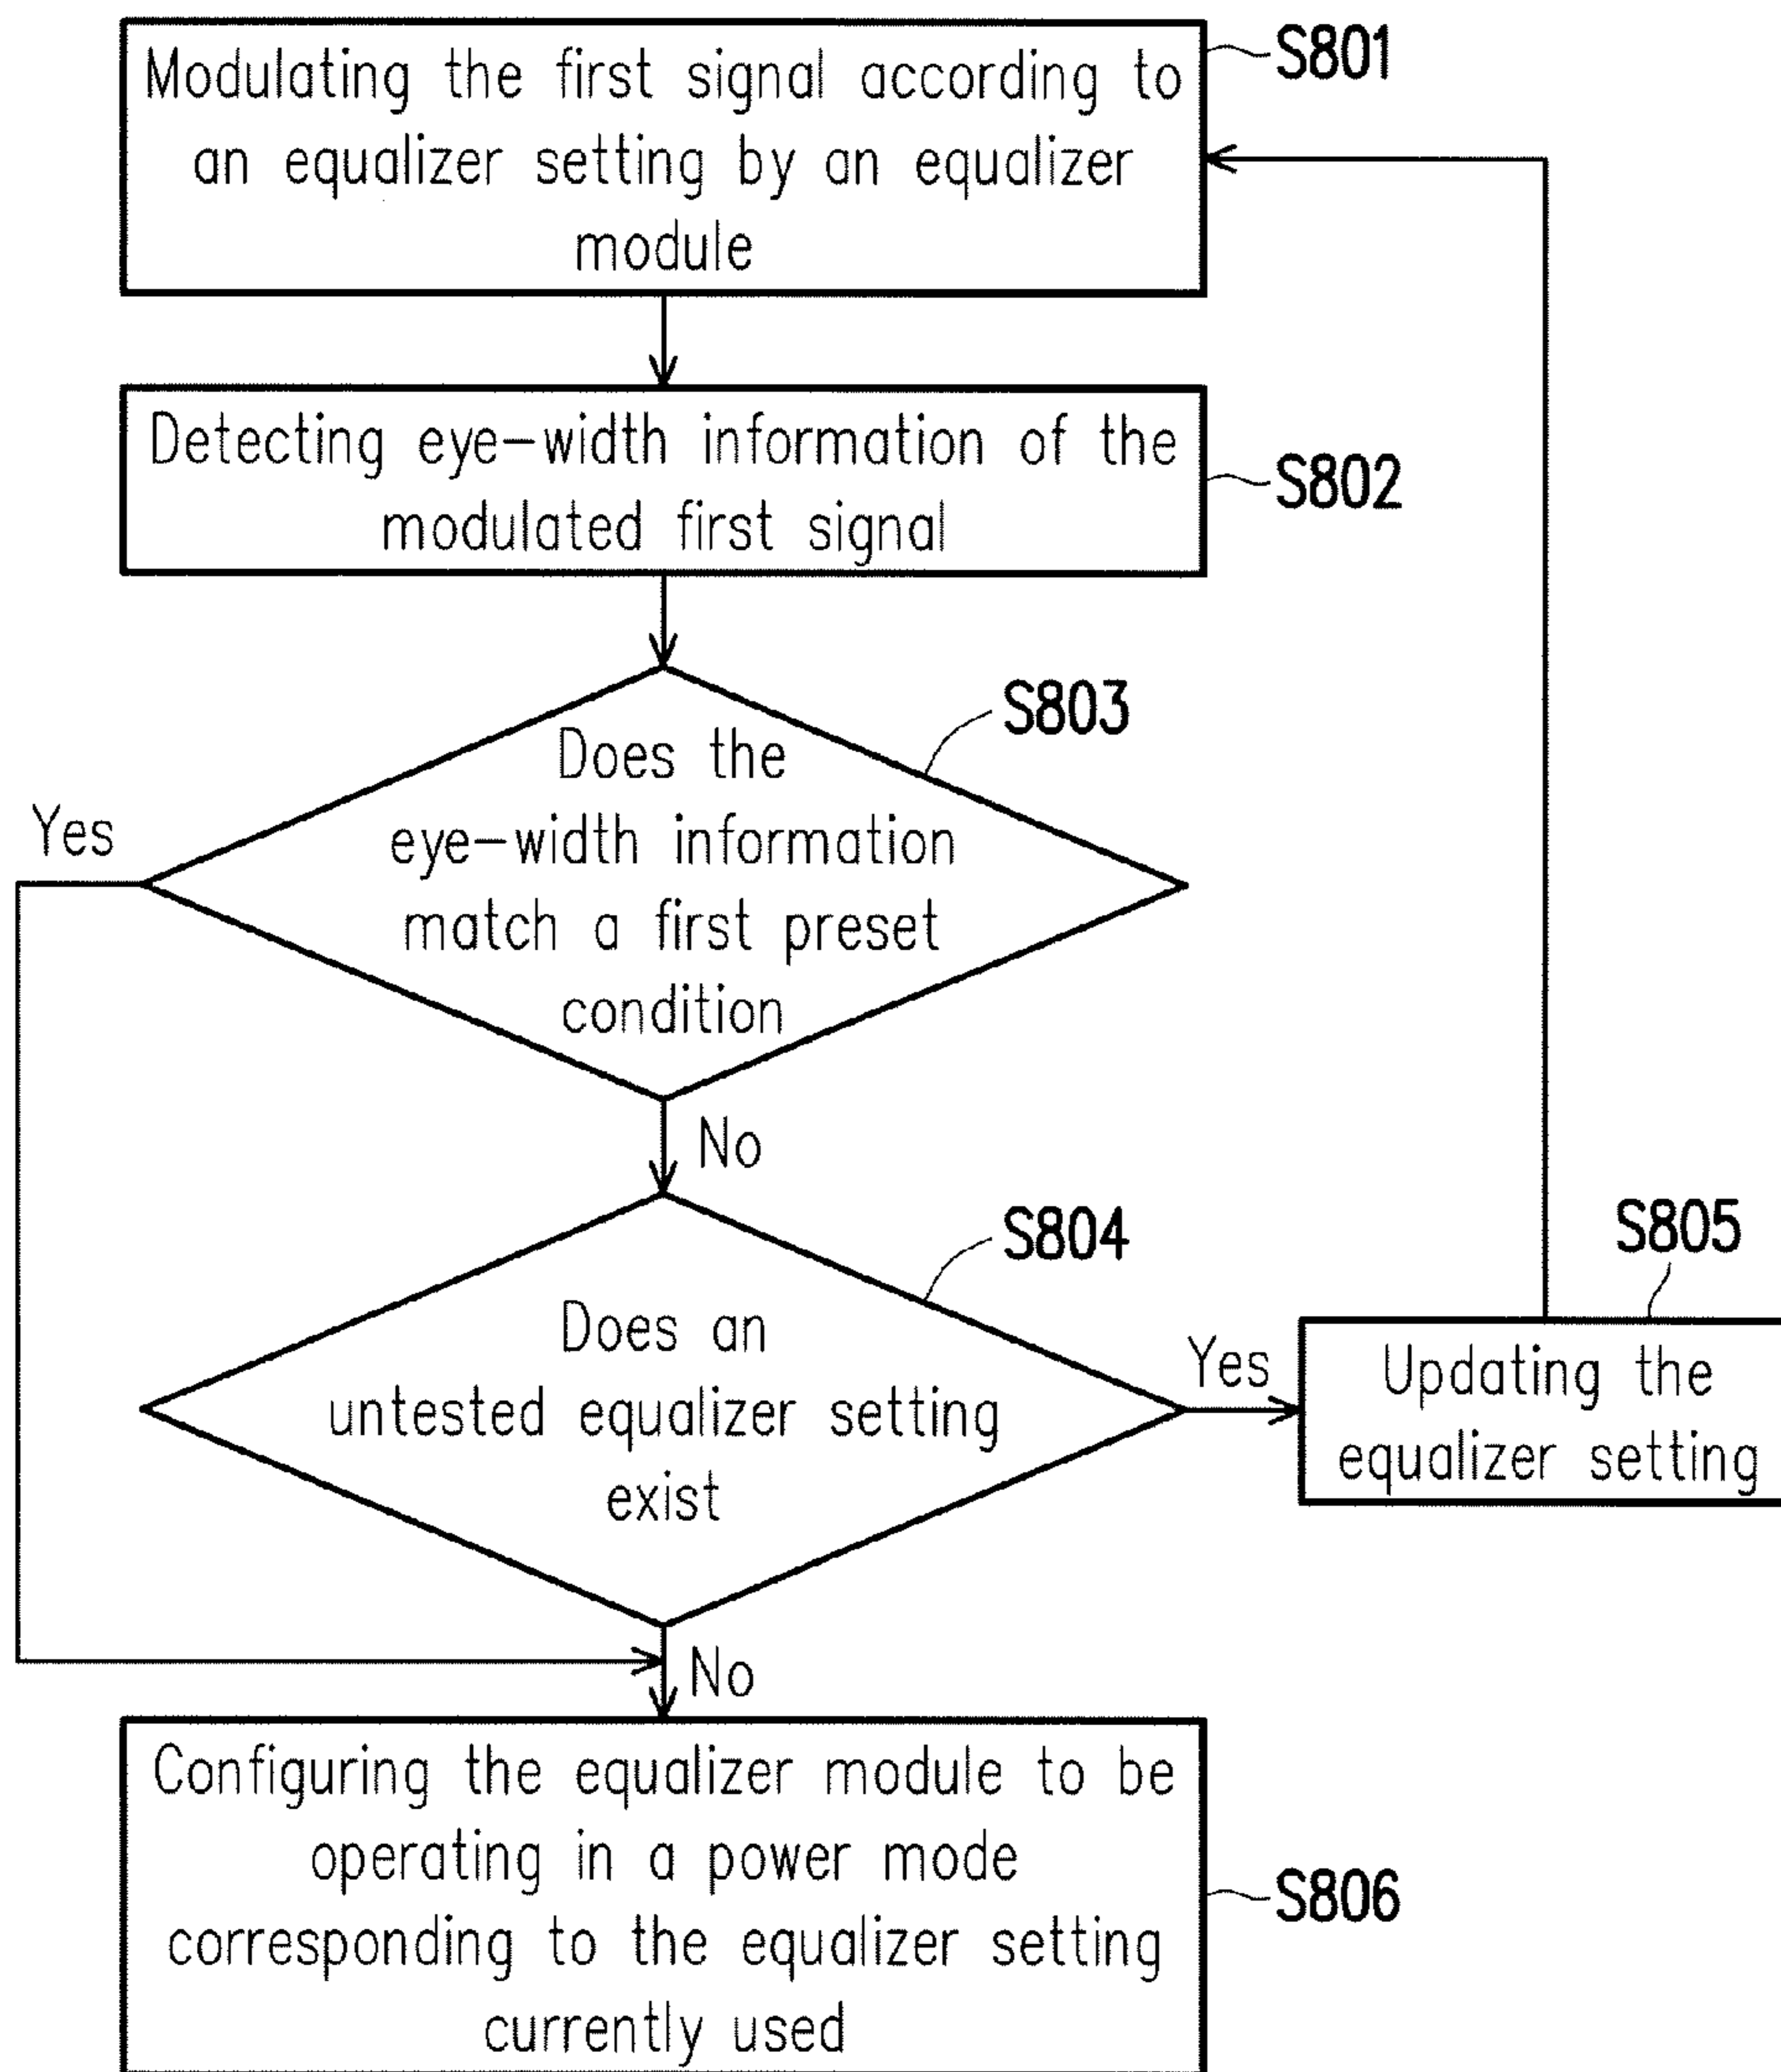 Modulating the first signal according to
an equalizer setting by an equalizer
module
S801
Detecting eye-width information of the
modulated first signal
S802
Does the
eye-width information
match a first preset
condition
S803
Yes
No
Does an
untested equalizer setting
exist
S804
Yes
Updating the
equalizer setting
S805
No
Configuring the equalizer module to be
operating in a power mode
corresponding to the equalizer setting
currently used
S806